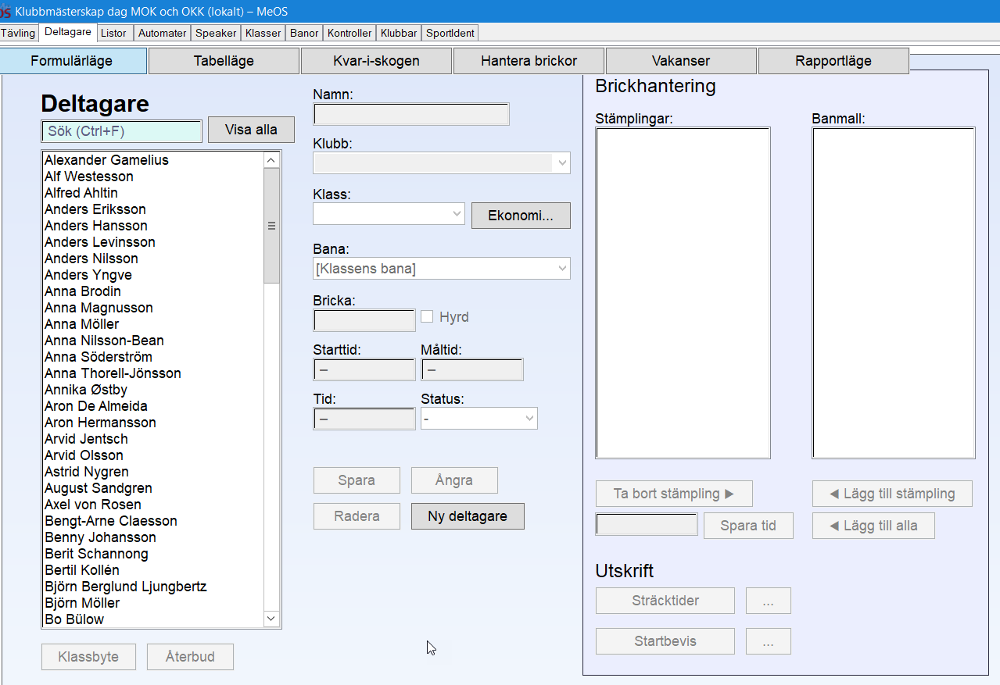 Klubbmästerskap dag MOK och OKK (lokalt) – MeOS
Tävling Deltagare Listor Automater Speaker Klasser Banor Kontroller Klubbar SportIdent
Formulärläge Tabelläge Kvar-i-skogen Hantera brickor Vakanser Rapportläge
Deltagare
Sök (Ctrl+F) Visa alla
Alexander Gamelius
Alf Westesson
Alfred Ahltin
Anders Eriksson
Anders Hansson
Anders Levinsson
Anders Nilsson
Anders Yngve
Anna Brodin
Anna Magnusson
Anna Möller
Anna Nilsson-Bean
Anna Söderström
Anna Thorell-Jönsson
Annika Østby
Aron De Almeida
Aron Hermansson
Arvid Jentsch
Arvid Olsson
Astrid Nygren
August Sandgren
Axel von Rosen
Bengt-Arne Claesson
Benny Johansson
Berit Schannong
Bertil Kollén
Björn Berglund Ljungbertz
Björn Möller
Bo Bülow
Klassbyte Återbud
Namn:
Klubb:
Klass:
Ekonomi...
Bana:
[Klassens bana]
Bricka:
Hyrd
Starttid: Måltid:
– –
Tid: Status:
– -
Spara Ångra
Radera Ny deltagare
Brickhantering
Stämplingar: Banmall:
Ta bort stämpling ▶ ◀ Lägg till stämpling
Spara tid ◀ Lägg till alla
Utskrift
Sträcktider ...
Startbevis ...